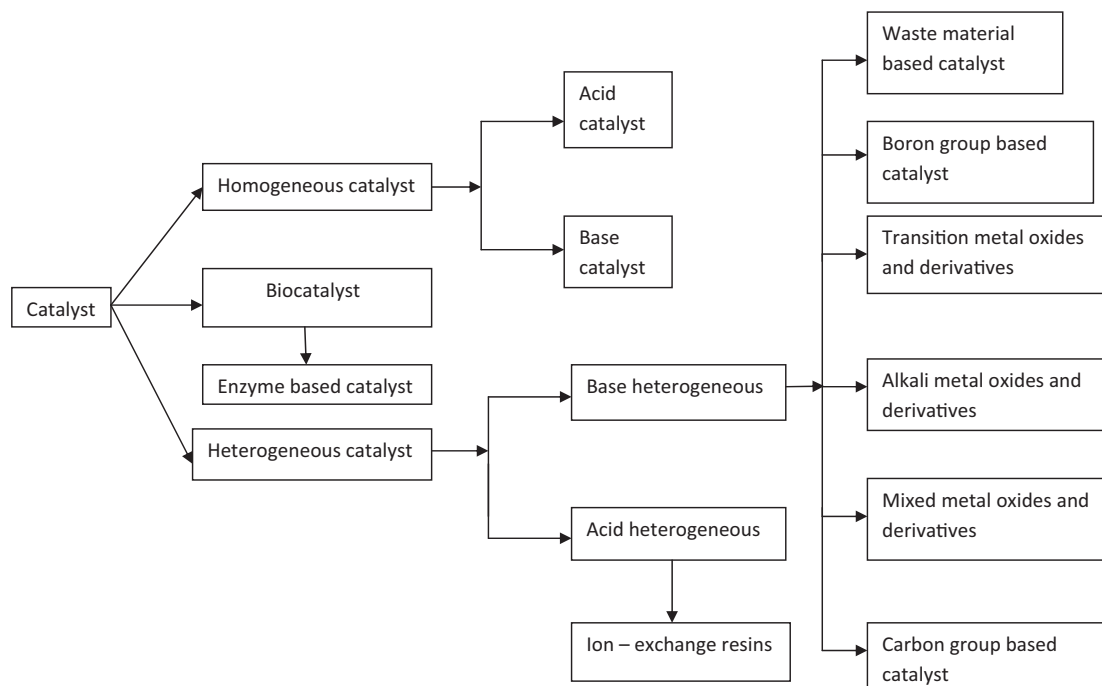 Waste material
based catalyst
Acid
catalyst
Boron group based
catalyst
Homogeneous catalyst
Base
catalyst
Transition metal oxides
and derivatives
Biocatalyst
Catalyst
Enzyme based catalyst
Base heterogeneous
Alkali metal oxides and
derivatives
Heterogeneous catalyst
Mixed metal oxides and
derivatives
Acid heterogeneous
Ion – exchange resins
Carbon group based
catalyst